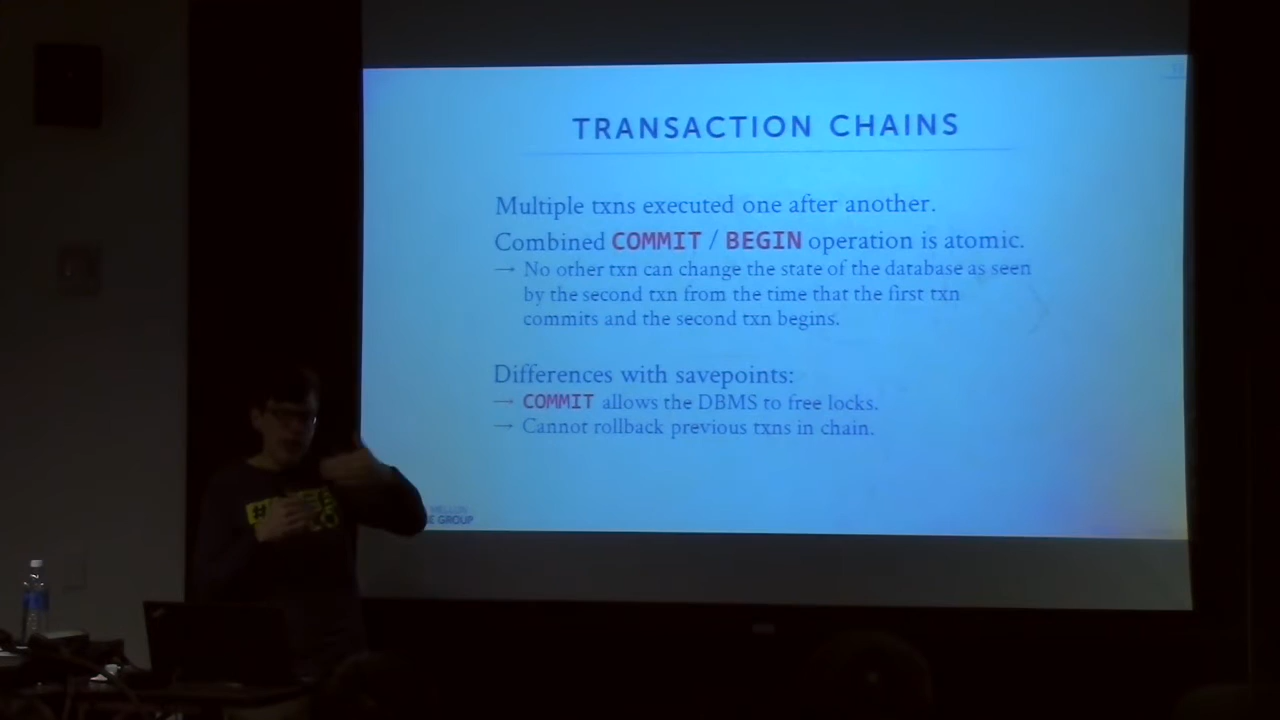 TRANSACTION CHAINS
Multiple txns executed one after another.
Combined COMMIT / BEGIN operation is atomic.
→ No other txn can change the state of the database as seen
by the second txn from the time that the first txn
commits and the second txn begins.
Differences with savepoints:
→ COMMIT allows the DBMS to free locks.
→ Cannot rollback previous txns in chain.
MELLON
GROUP